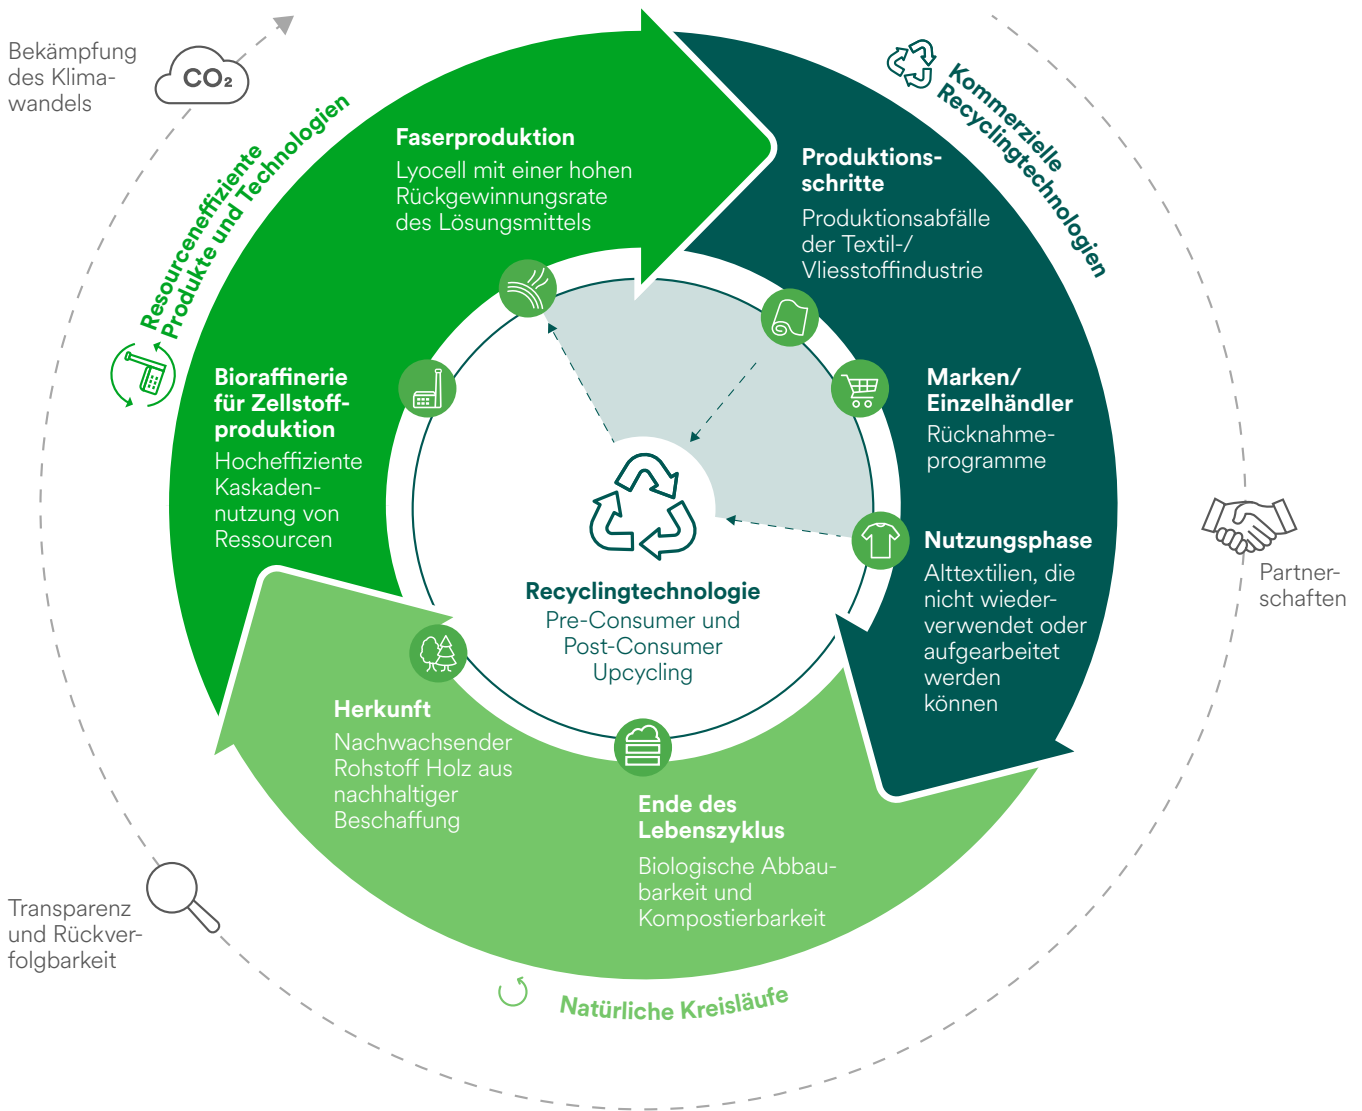 Bekämpfung
des Klima-
wandels
CO₂
Resourceneffiziente
Produkte und Technologien
Kommerzielle
Recyclingtechnologien
Faserproduktion
Lyocell mit einer hohen
Rückgewinnungsrate
des Lösungsmittels
Produktions-
schritte
Produktionsabfälle
der Textil-/
Vliesstoffindustrie
Bioraffinerie
für Zellstoff-
produktion
Hocheffiziente
Kaskaden-
nutzung von
Ressourcen
Marken/
Einzelhändler
Rücknahme-
programme
Nutzungsphase
Alttextilien, die
nicht wieder-
verwendet oder
aufgearbeitet
werden
können
Partner-
schaften
Recyclingtechnologie
Pre-Consumer und
Post-Consumer
Upcycling
Herkunft
Nachwachsender
Rohstoff Holz aus
nachhaltiger
Beschaffung
Ende des
Lebenszyklus
Biologische Abbau-
barkeit und
Kompostierbarkeit
Transparenz
und Rückver-
folgbarkeit
Natürliche Kreisläufe